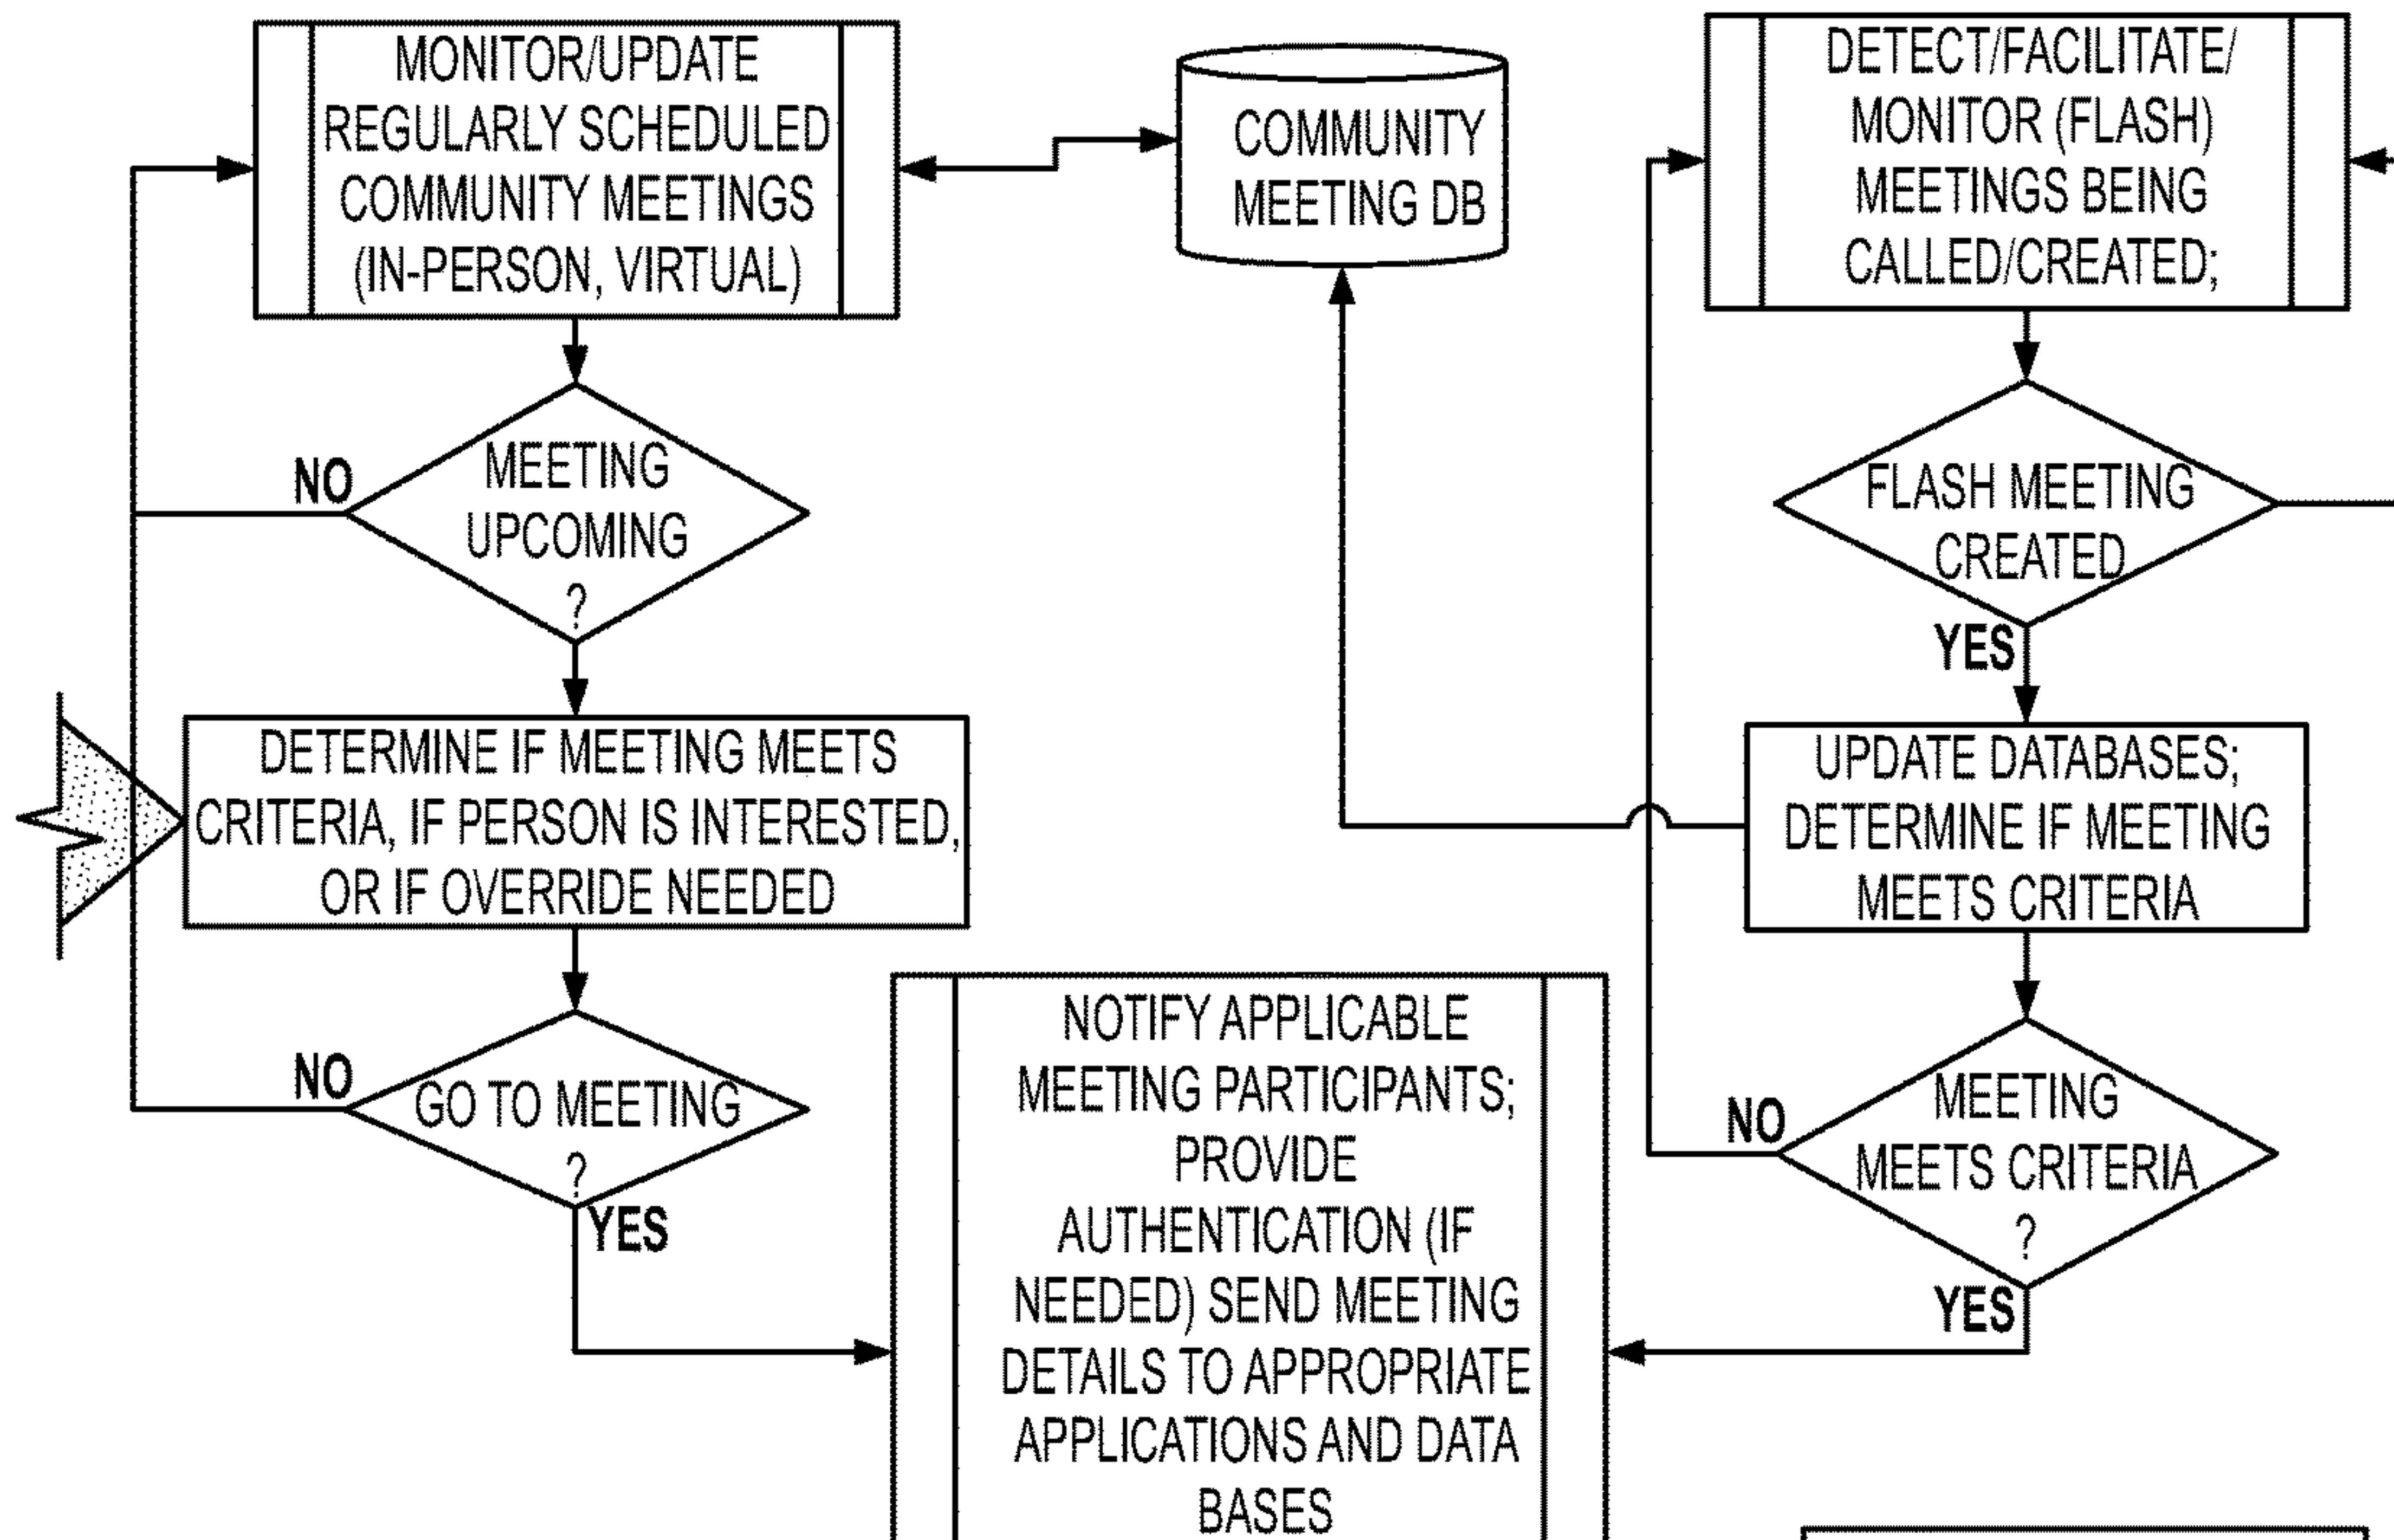 MONITOR/UPDATE
REGULARLY SCHEDULED
COMMUNITY MEETINGS
(IN-PERSON, VIRTUAL)
COMMUNITY
MEETING DB
DETECT/FACILITATE/
MONITOR (FLASH)
MEETINGS BEING
CALLED/CREATED;
NO
MEETING
UPCOMING
?
FLASH MEETING
CREATED
YES
DETERMINE IF MEETING MEETS
CRITERIA, IF PERSON IS INTERESTED,
OR IF OVERRIDE NEEDED
UPDATE DATABASES;
DETERMINE IF MEETING
MEETS CRITERIA
NO
GO TO MEETING
?
YES
NOTIFY APPLICABLE
MEETING PARTICIPANTS;
PROVIDE
AUTHENTICATION (IF
NEEDED) SEND MEETING
DETAILS TO APPROPRIATE
APPLICATIONS AND DATA
BASES
NO
MEETING
MEETS CRITERIA
?
YES